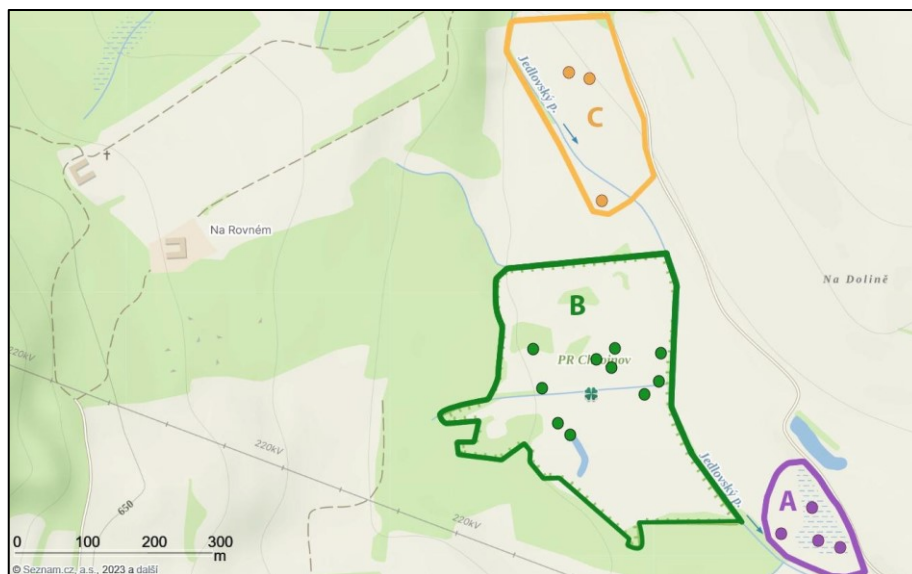 Jedlovský p.
C
✝
Na Rovném
Na Dolině
B
PR Chlupinov
220kV
220kV
220kV
650
Jedlovský p.
A
0 100 200 300
m
© Seznam.cz, a.s., 2023 a další